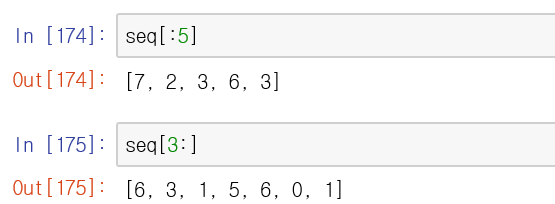 In [174]: seq[:5]
Out[174]: [7, 2, 3, 6, 3]
In [175]: seq[3:]
Out[175]: [6, 3, 1, 5, 6, 0, 1]